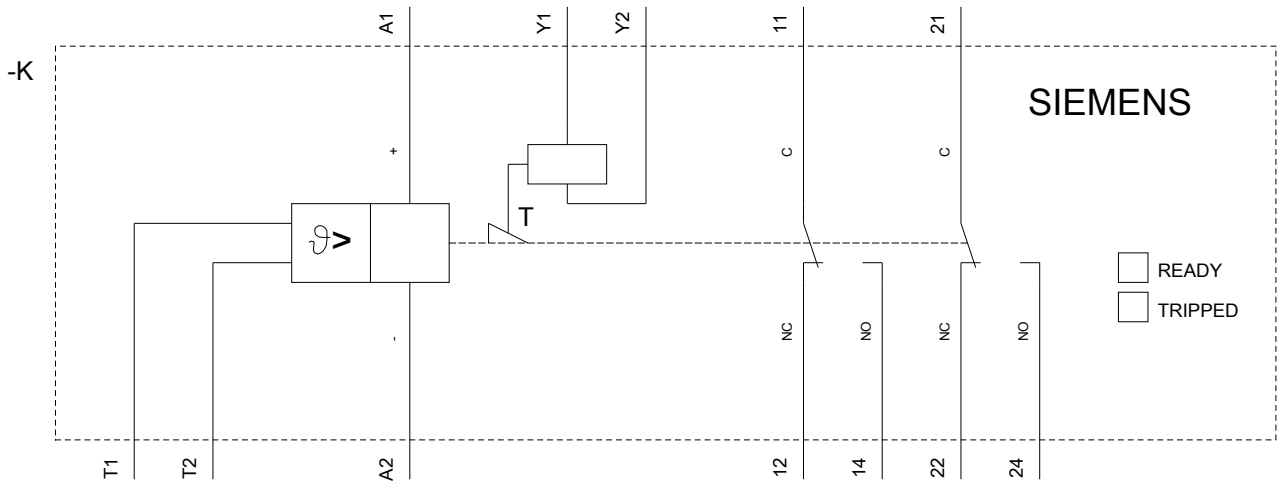 A1
Y1
Y2
11
21
-K
SIEMENS
+
C
C
T
ϑ>
READY
TRIPPED
-
NC
NO
NC
NO
T1
T2
A2
12
14
22
24